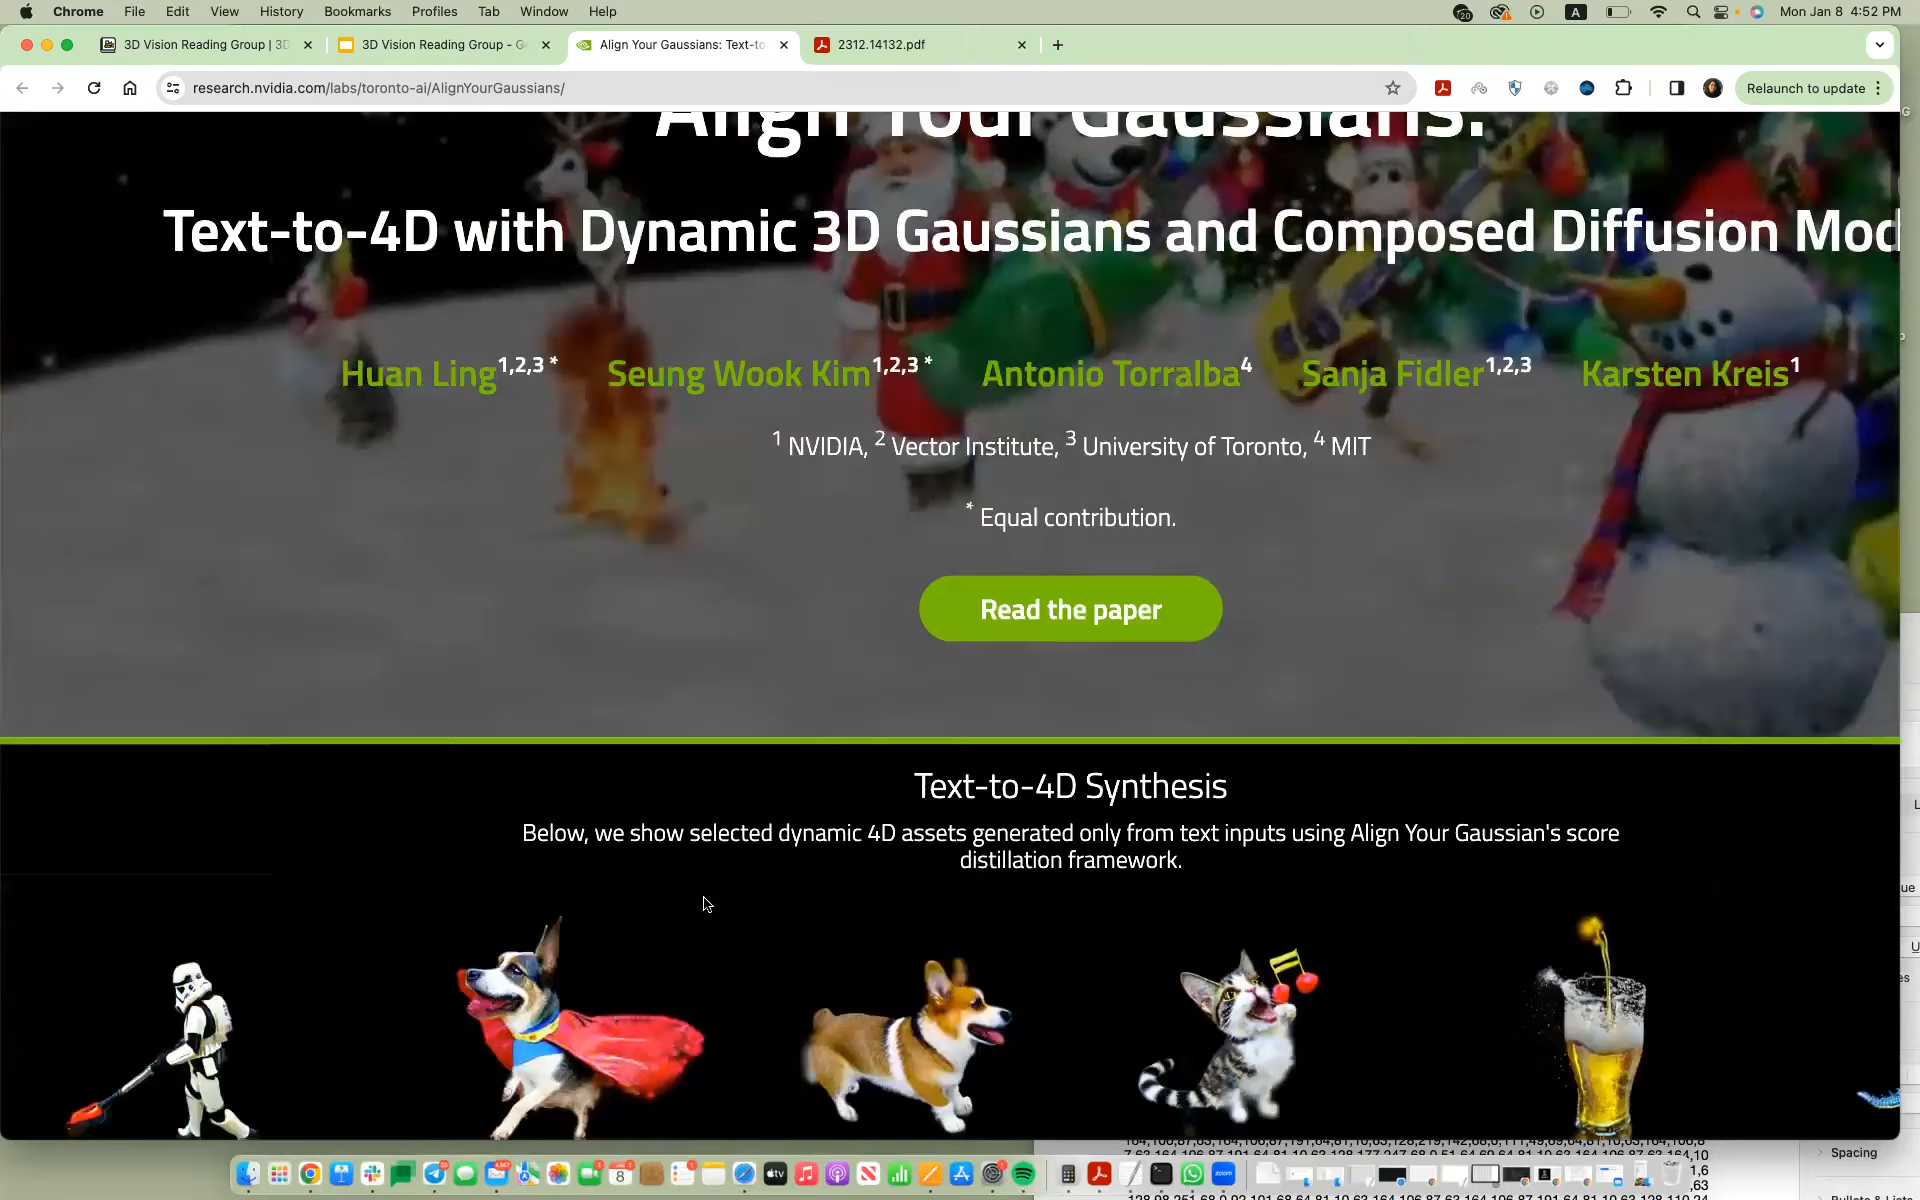 Chrome File Edit View History Bookmarks Profiles Tab Window Help
20 A Mon Jan 8 4:52 PM
3D Vision Reading Group | 3D 3D Vision Reading Group - G Align Your Gaussians: Text-to 2312.14132.pdf
research.nvidia.com/labs/toronto-ai/AlignYourGaussians/ Relaunch to update
Align Your Gaussians:
Text-to-4D with Dynamic 3D Gaussians and Composed Diffusion Mod
Huan Ling1,2,3 * Seung Wook Kim1,2,3 * Antonio Torralba4 Sanja Fidler1,2,3 Karsten Kreis1
1 NVIDIA, 2 Vector Institute, 3 University of Toronto, 4 MIT
* Equal contribution.
Read the paper
Text-to-4D Synthesis
Below, we show selected dynamic 4D assets generated only from text inputs using Align Your Gaussian's score
distillation framework.
Spacing